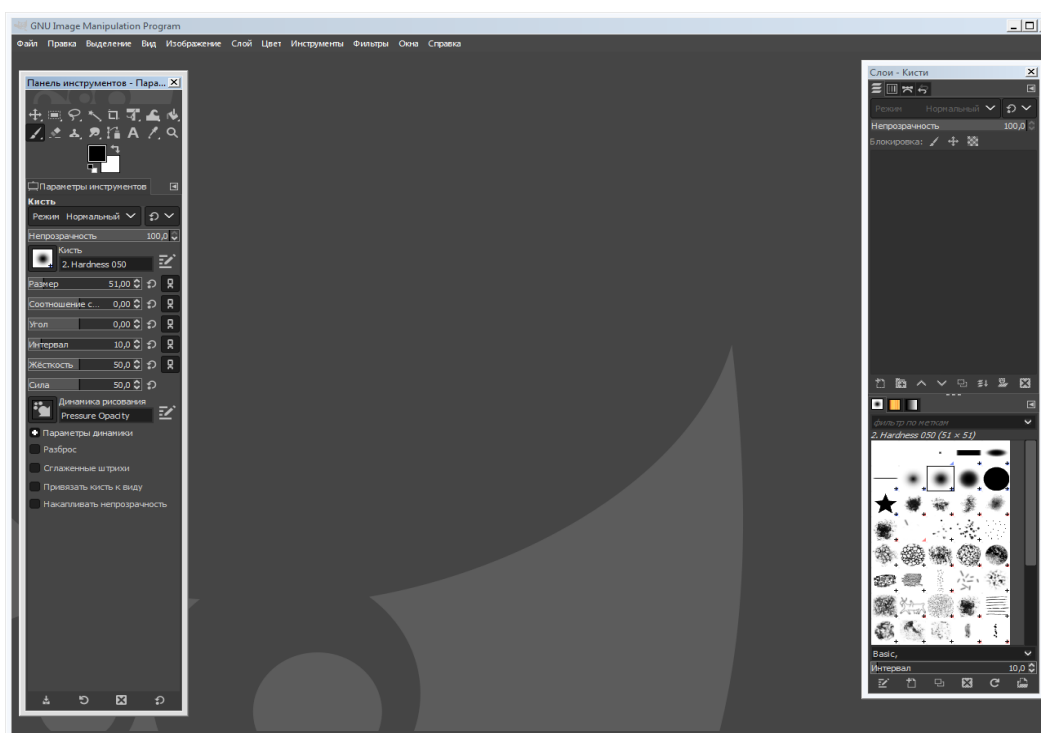 GNU Image Manipulation Program
Файл Правка Выделение Вид Изображение Слой Цвет Инструменты Фильтры Окна Справка
Панель инструментов - Пара...
Параметры инструментов
Кисть
Режим Нормальный
Непрозрачность 100,0
Кисть
2. Hardness 050
Размер 51,00
Соотношение с... 0,00
Угол 0,00
Интервал 10,0
Жёсткость 50,0
Сила 50,0
Динамика рисования
Pressure Opacity
Параметры динамики
Разброс
Сглаженные штрихи
Привязать кисть к виду
Накапливать непрозрачность
Слои - Кисти
Режим Нормальный
Непрозрачность 100,0
Блокировка:
фильтр по меткам
2. Hardness 050 (51 × 51)
Basic,
Интервал 10,0